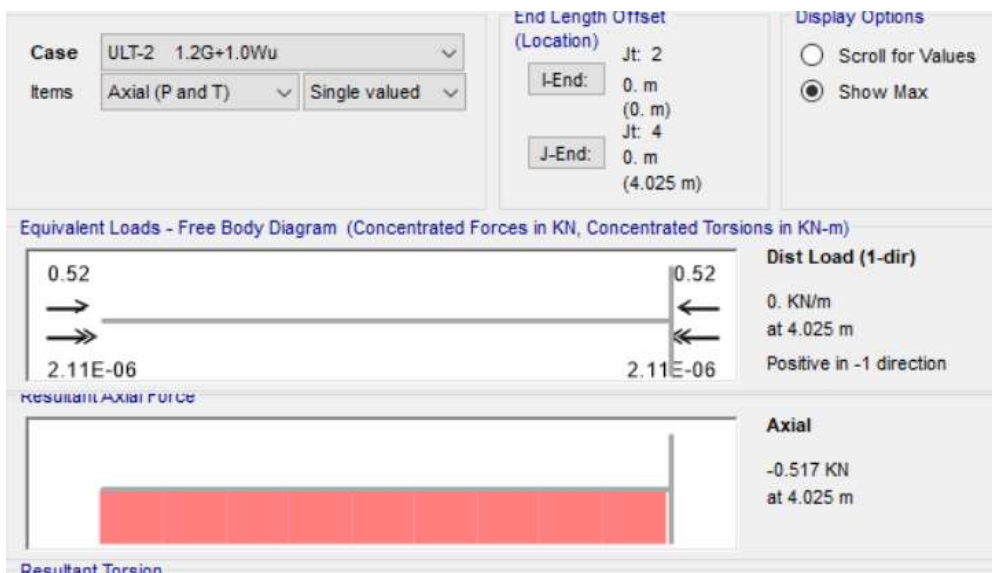 End Length Offset
(Location)
Display Options
Case
ULT-2 1.2G+1.0Wu
Items
Axial (P and T)
Single valued
I-End:
Jt: 2
0. m
(0. m)
J-End:
Jt: 4
0. m
(4.025 m)
Scroll for Values
Show Max
Equivalent Loads - Free Body Diagram (Concentrated Forces in KN, Concentrated Torsions in KN-m)
0.52
0.52
2.11E-06
2.11E-06
Dist Load (1-dir)
0. KN/m
at 4.025 m
Positive in -1 direction
Resultant Axial Force
Axial
-0.517 KN
at 4.025 m
Resultant Torsion